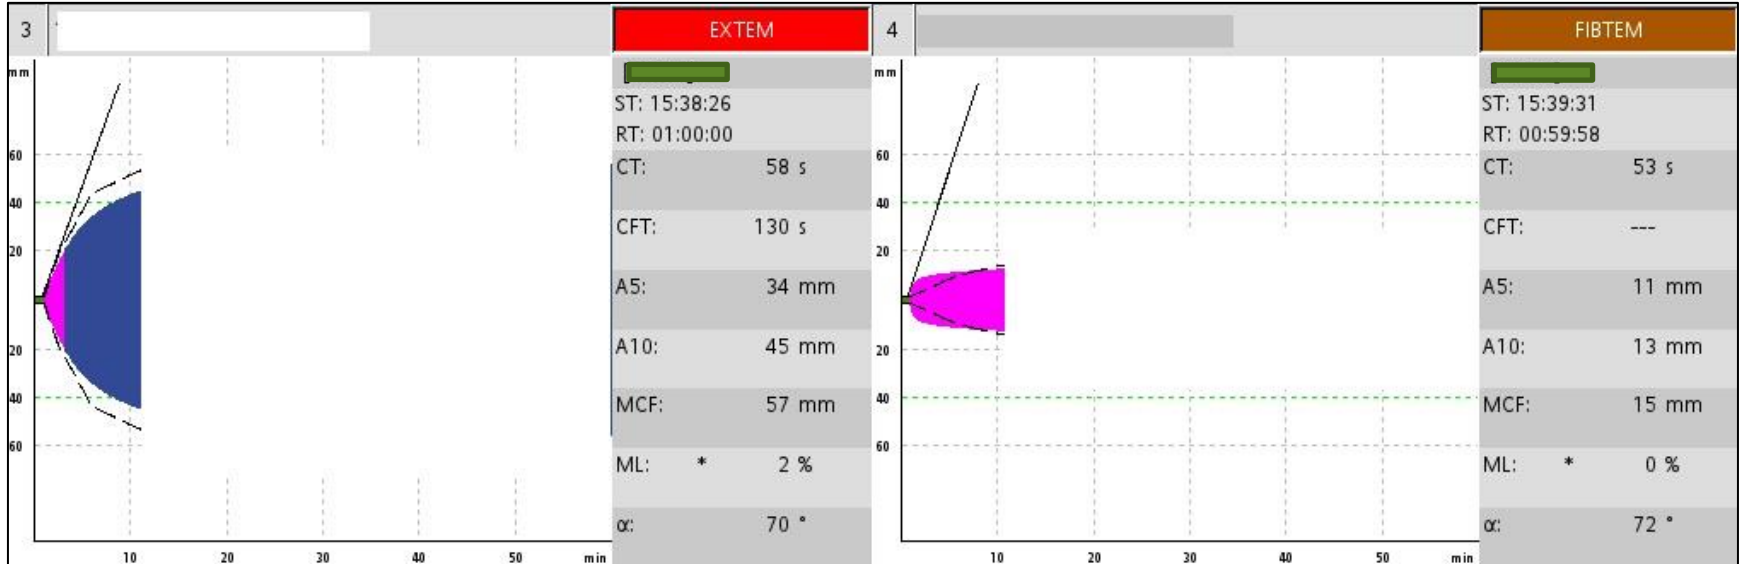 3
EXTEM
mm
60
40
20
20
40
60
10 20 30 40 50 min
ST: 15:38:26
RT: 01:00:00
CT: 58 s
CFT: 130 s
A5: 34 mm
A10: 45 mm
MCF: 57 mm
ML: * 2 %
α: 70 °
4
FIBTEM
mm
60
40
20
20
40
60
10 20 30 40 50 min
ST: 15:39:31
RT: 00:59:58
CT: 53 s
CFT: ---
A5: 11 mm
A10: 13 mm
MCF: 15 mm
ML: * 0 %
α: 72 °